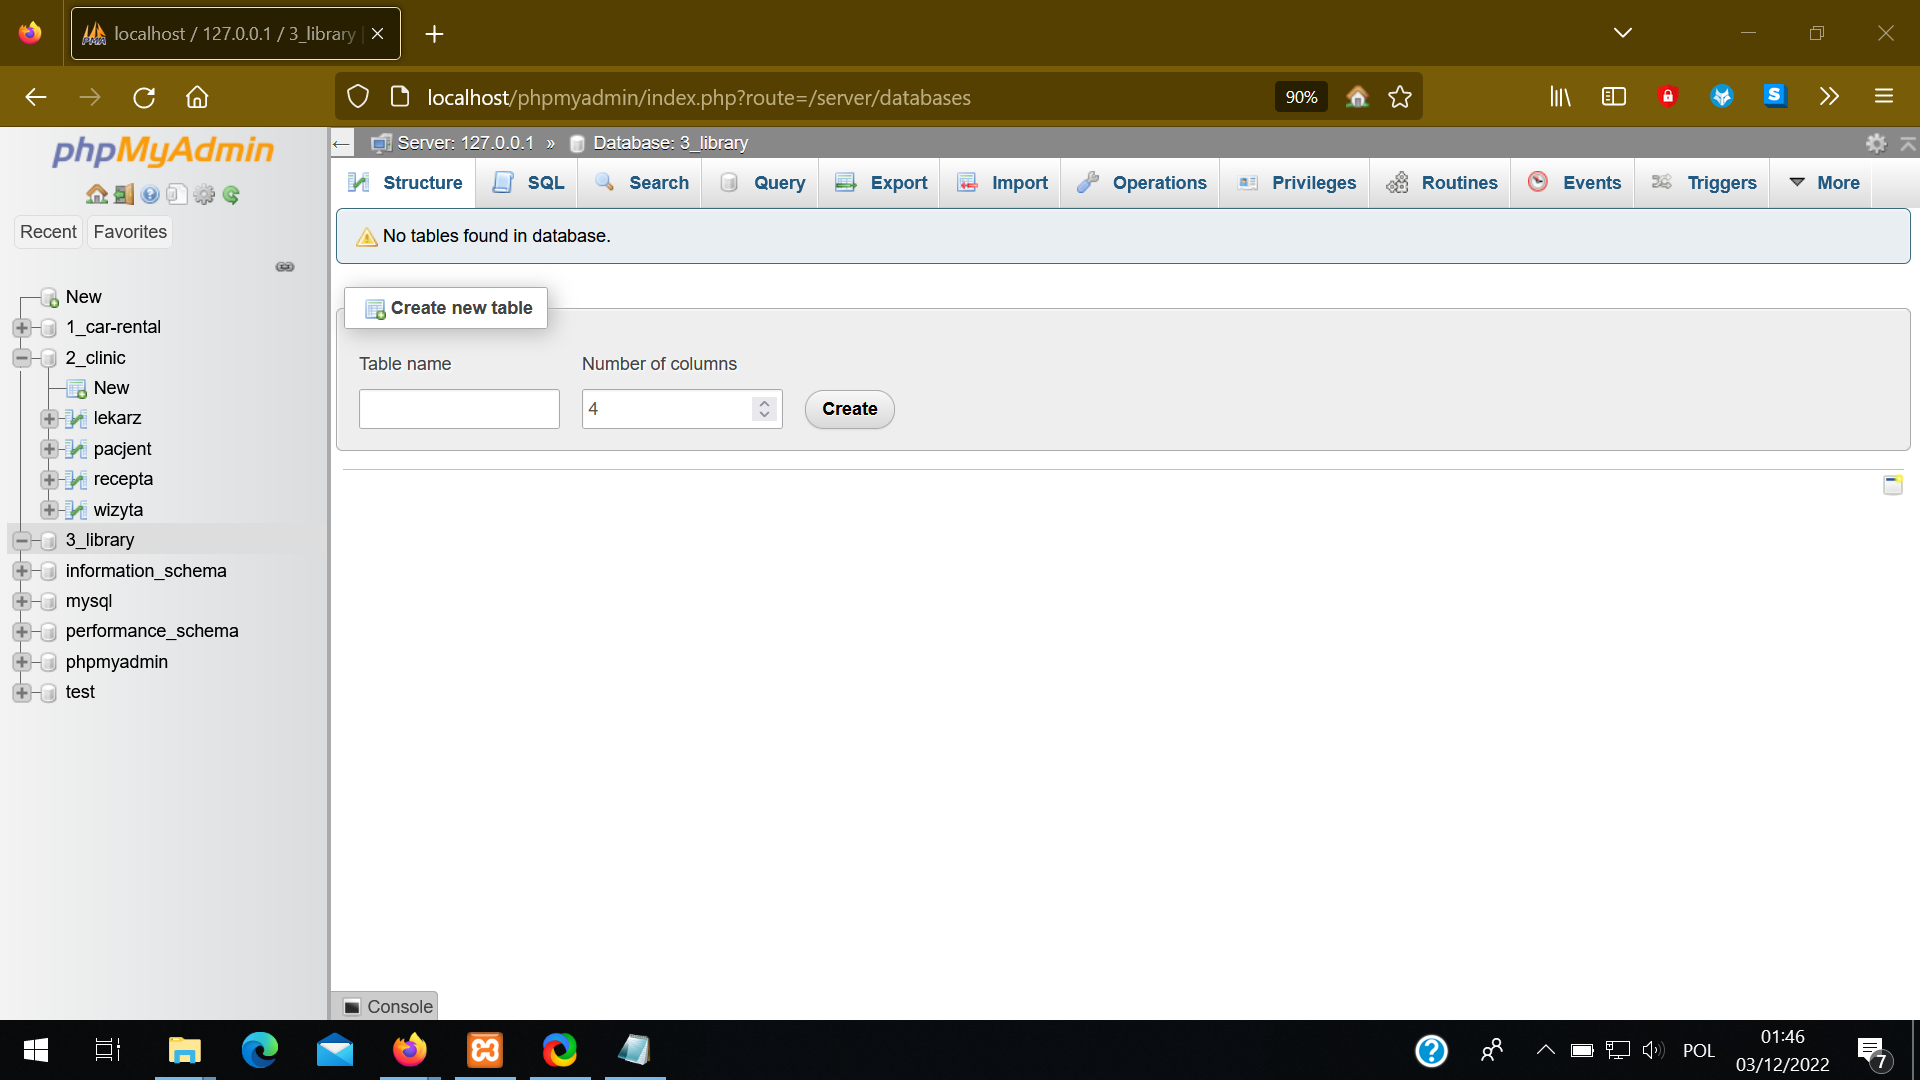 localhost / 127.0.0.1 / 3_library
localhost/phpmyadmin/index.php?route=/server/databases
90%
S
phpMyAdmin
Recent
Favorites
New
1_car-rental
2_clinic
New
lekarz
pacjent
recepta
wizyta
3_library
information_schema
mysql
performance_schema
phpmyadmin
test
Server: 127.0.0.1 » Database: 3_library
Structure
SQL
Search
Query
Export
Import
Operations
Privileges
Routines
Events
Triggers
More
No tables found in database.
Create new table
Table name
Number of columns
4
Create
Console
POL
01:46
03/12/2022
7